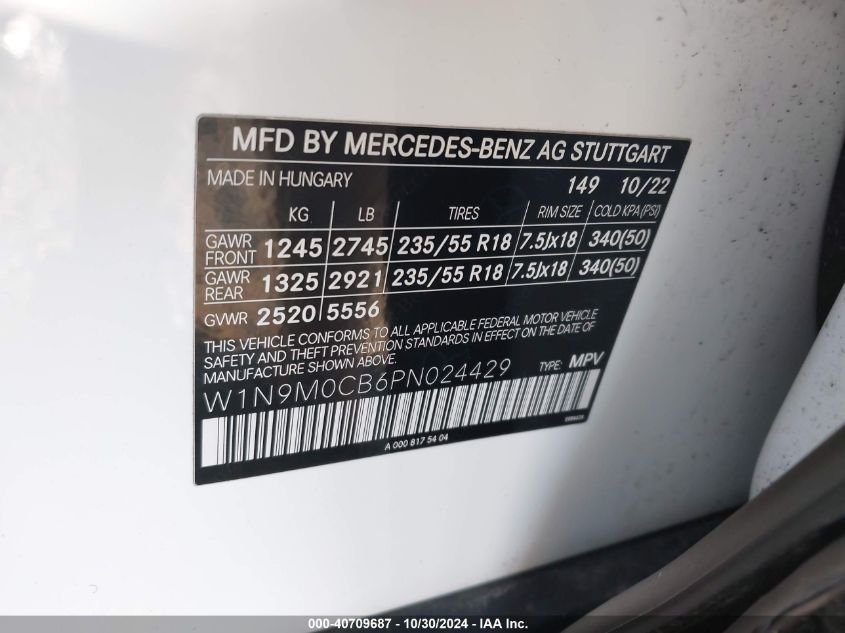 MFD BY MERCEDES-BENZ AG STUTTGART
MADE IN HUNGARY 149 10/22
KG LB TIRES RIM SIZE COLD KPA(PSI)
GAWR FRONT 1245 2745 235/55 R18 7.5Jx18 340(50)
GAWR REAR 1325 2921 235/55 R18 7.5Jx18 340(50)
GVWR 2520 5556
THIS VEHICLE CONFORMS TO ALL APPLICABLE FEDERAL MOTOR VEHICLE
SAFETY AND THEFT PREVENTION STANDARDS IN EFFECT ON THE DATE OF
MANUFACTURE SHOWN ABOVE.
W1N9M0CB6PN024429 TYPE: MPV
A 000 817 54 04
000-40709687 - 10/30/2024 - IAA Inc.